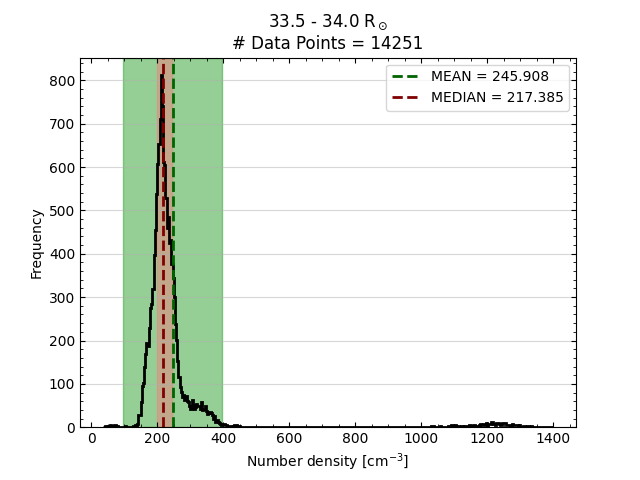 33.5 - 34.0 R⊙
# Data Points = 14251
MEAN = 245.908
MEDIAN = 217.385
Frequency
800
700
600
500
400
300
200
100
0
0 200 400 600 800 1000 1200 1400
Number density [cm⁻³]